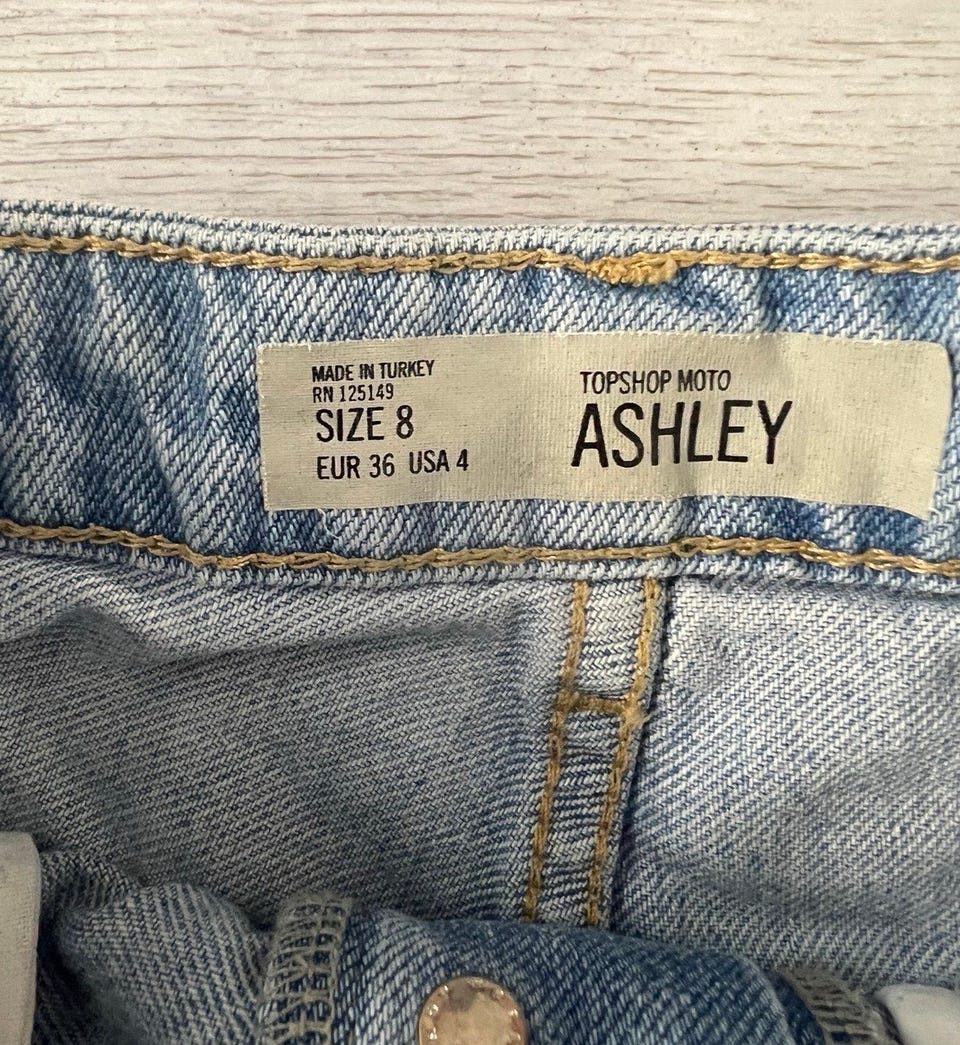 MADE IN TURKEY
RN 125149
SIZE 8
EUR 36 USA 4
TOPSHOP MOTO
ASHLEY